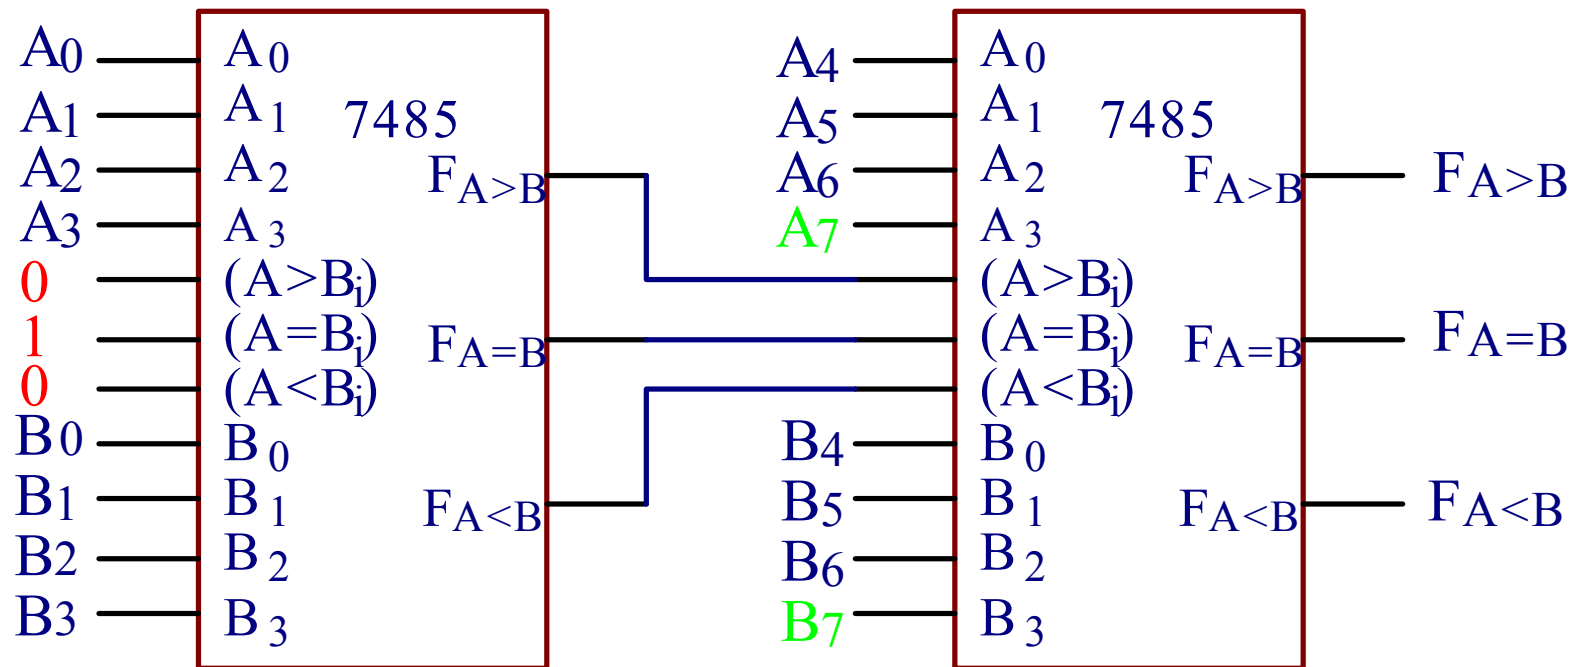 A0 A0 A4 A0
A1 A1 7485 A5 A1 7485
A2 A2 FA>B A6 A2 FA>B FA>B
A3 A3 A7 A3
0 (A>Bi) (A>Bi)
1 (A=Bi) FA=B (A=Bi) FA=B FA=B
0 (A<Bi) (A<Bi)
B0 B0 B4 B0
B1 B1 FA<B B5 B1 FA<B FA<B
B2 B2 B6 B2
B3 B3 B7 B3